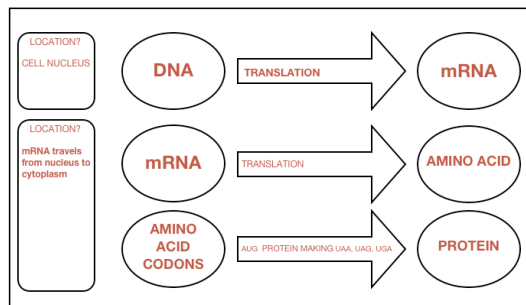 LOCATION?
CELL NUCLEUS
DNA
TRANSLATION
mRNA
LOCATION?
mRNA travels
from nucleus to
cytoplasm
mRNA
TRANSLATION
AMINO ACID
AMINO
ACID
CODONS
AUG PROTEIN MAKING UAA, UAG, UGA
PROTEIN